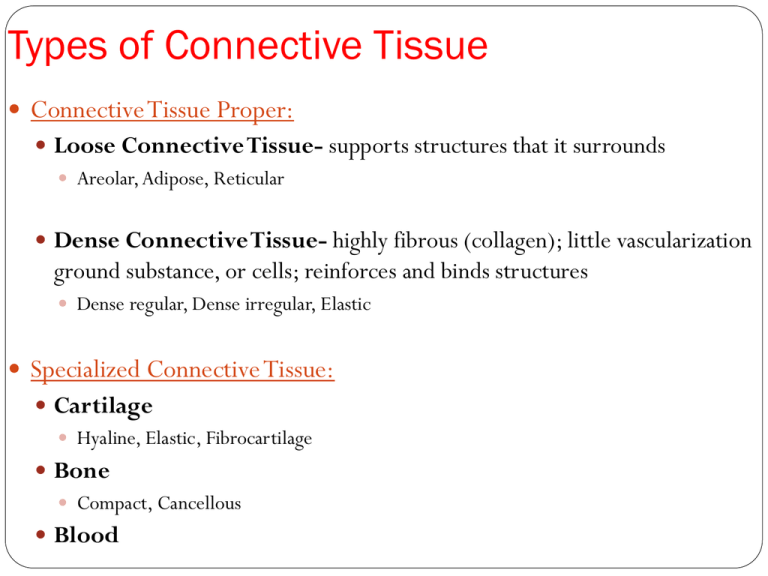 Types of Connective Tissue
• Connective Tissue Proper:
• Loose Connective Tissue- supports structures that it surrounds
• Areolar, Adipose, Reticular
• Dense Connective Tissue- highly fibrous (collagen); little vascularization
ground substance, or cells; reinforces and binds structures
• Dense regular, Dense irregular, Elastic
• Specialized Connective Tissue:
• Cartilage
• Hyaline, Elastic, Fibrocartilage
• Bone
• Compact, Cancellous
• Blood